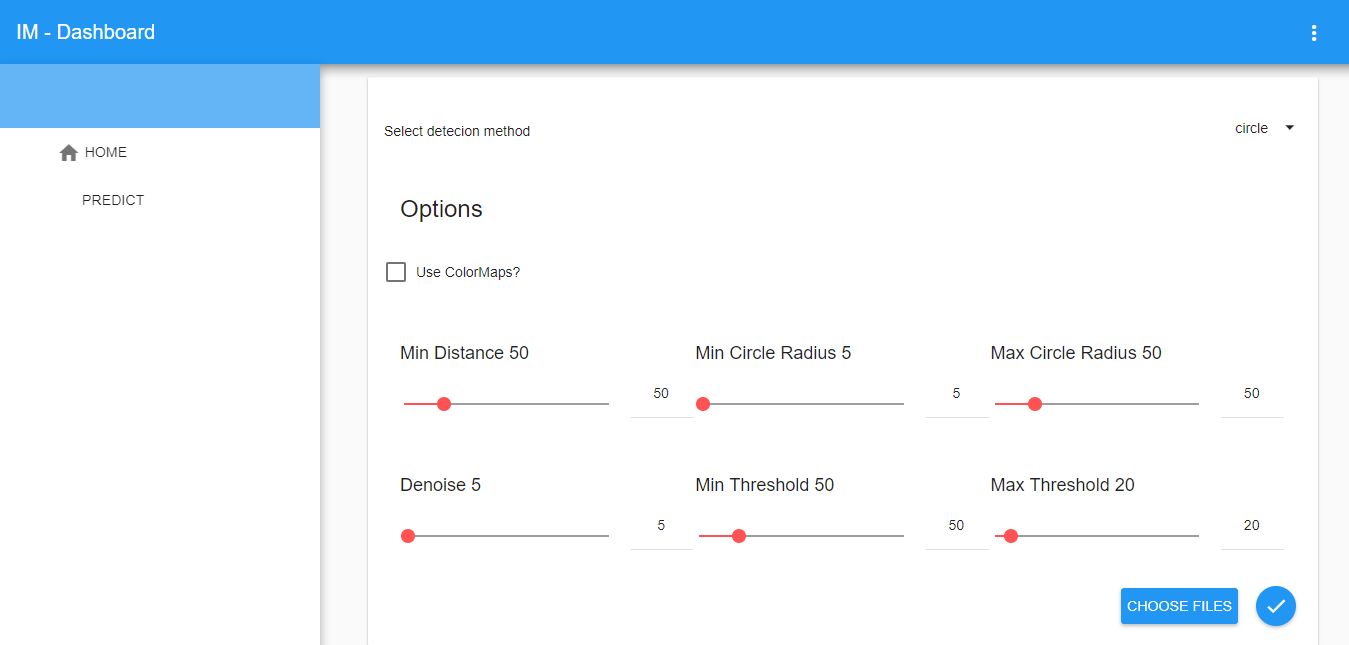 IM - Dashboard
HOME
PREDICT
Select detecion method
circle
Options
Use ColorMaps?
Min Distance 50
50
Min Circle Radius 5
5
Max Circle Radius 50
50
Denoise 5
5
Min Threshold 50
50
Max Threshold 20
20
CHOOSE FILES